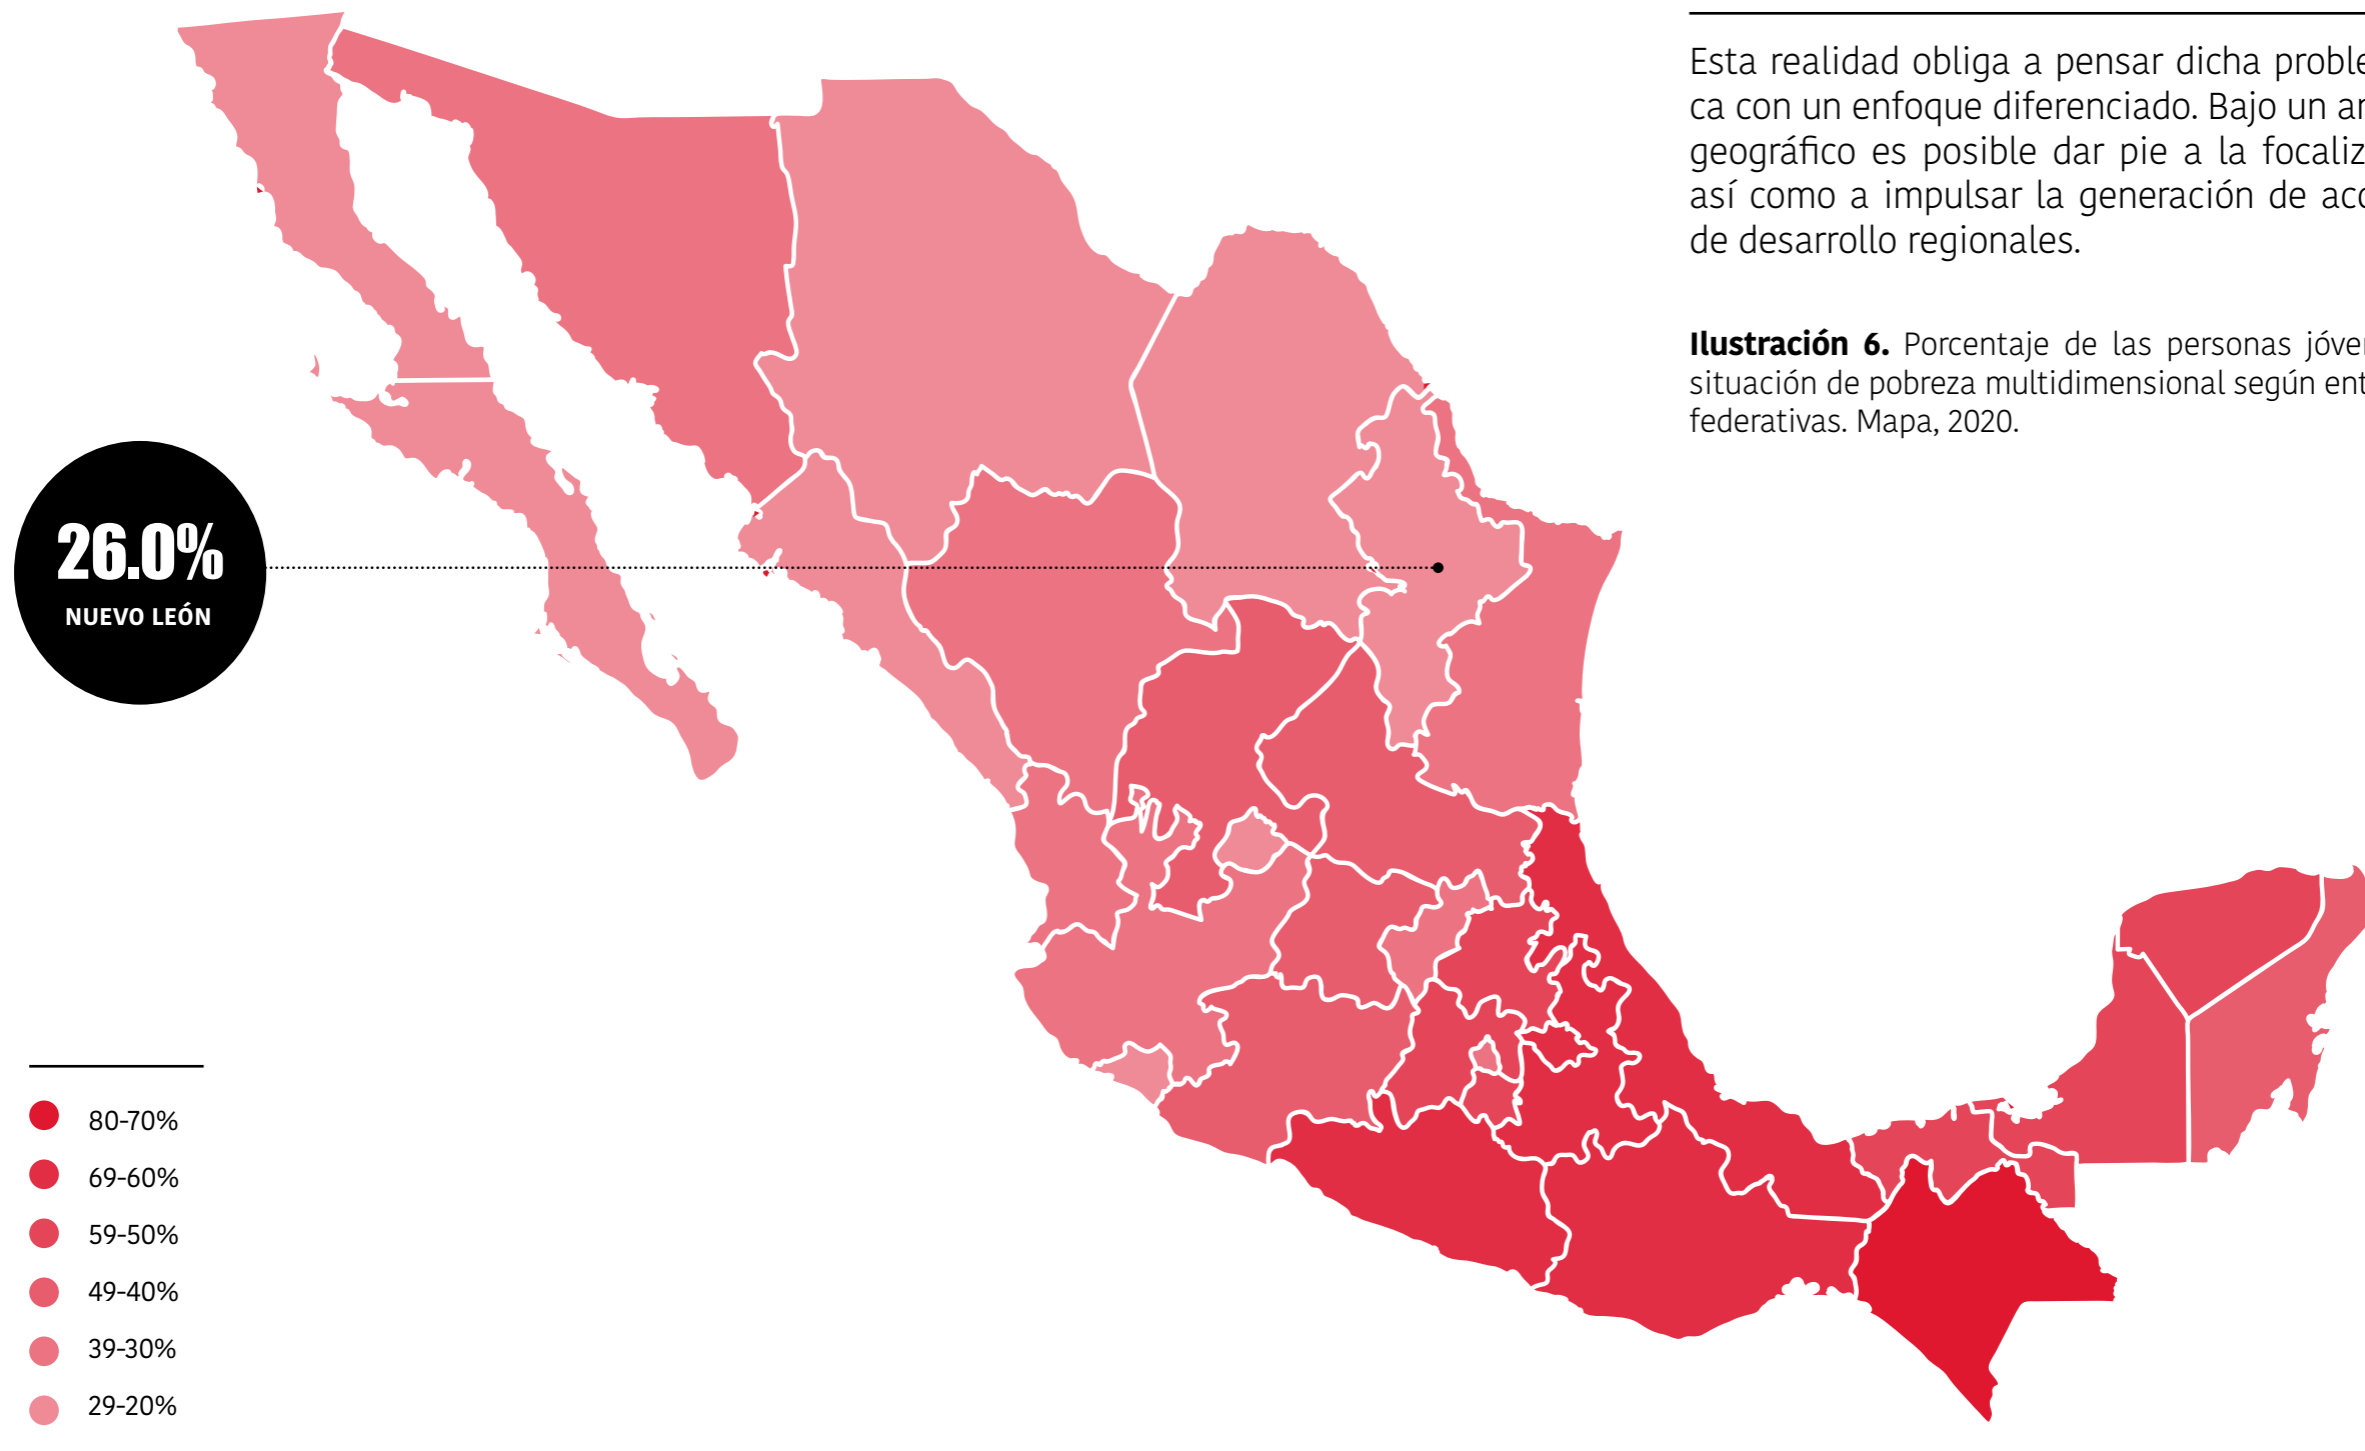 Esta realidad obliga a pensar dicha proble
ca con un enfoque diferenciado. Bajo un
geográfico es posible dar pie a la focaliz
así como a impulsar la generación de acc
de desarrollo regionales.
Ilustración 6. Porcentaje de las personas jóver
situación de pobreza multidimensional según ent
federativas. Mapa, 2020.
26.0%
NUEVO LEÓN
80-70%
69-60%
59-50%
49-40%
39-30%
29-20%